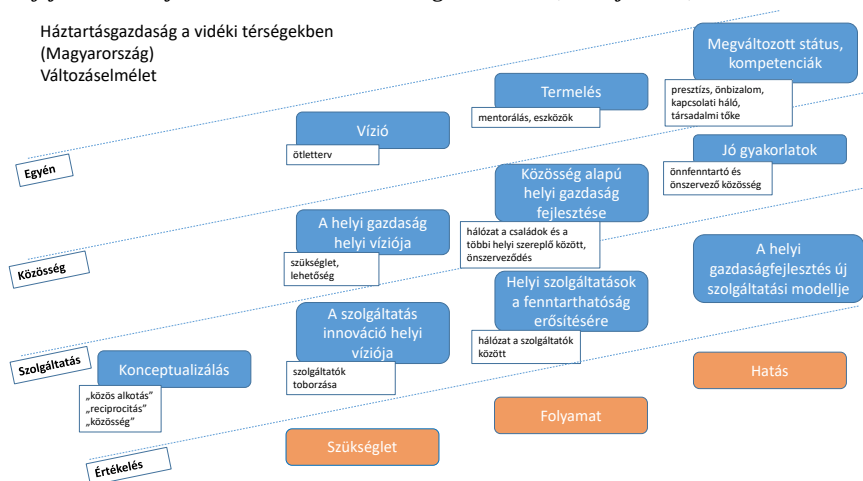 Háztartásgazdaság a vidéki térségekben
(Magyarország)
Változáselmélet
Egyén
Vízió
ötletterv
Termelés
mentorálás, eszközök
Megváltozott státus,
kompetenciák
presztízs, önbizalom,
kapcsolati háló,
társadalmi tőke
Közösség
A helyi gazdaság
helyi víziója
szükséglet,
lehetőség
Közösség alapú
helyi gazdaság
fejlesztése
hálózat a családok és a
többi helyi szereplő között,
önszerveződés
Jó gyakorlatok
önnfenntartó és
önszervező közösség
Szolgáltatás
Konceptualizálás
„közös alkotás”
„reciprocitás”
„közösség”
A szolgáltatás
innováció helyi
víziója
szolgáltatók
toborzása
Helyi szolgáltatások
a fenntarthatóság
erősítésére
hálózat a szolgáltatók
között
A helyi
gazdaságfejlesztés új
szolgáltatási modellje
Értékelés
Szükséglet
Folyamat
Hatás